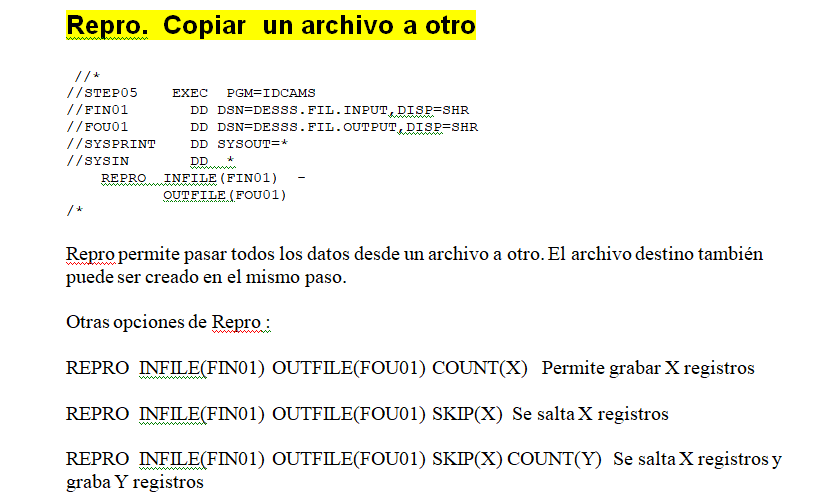 Repro. Copiar un archivo a otro
//*
//STEP05    EXEC  PGM=IDCAMS
//FIN01       DD DSN=DESSS.FIL.INPUT,DISP=SHR
//FOU01       DD DSN=DESSS.FIL.OUTPUT,DISP=SHR
//SYSPRINT    DD SYSOUT=*
//SYSIN       DD  *
    REPRO  INFILE(FIN01)  -
           OUTFILE(FOU01)
/*
Repro permite pasar todos los datos desde un archivo a otro. El archivo destino también
puede ser creado en el mismo paso.
Otras opciones de Repro :
REPRO INFILE(FIN01) OUTFILE(FOU01) COUNT(X) Permite grabar X registros
REPRO INFILE(FIN01) OUTFILE(FOU01) SKIP(X) Se salta X registros
REPRO INFILE(FIN01) OUTFILE(FOU01) SKIP(X) COUNT(Y) Se salta X registros y
graba Y registros